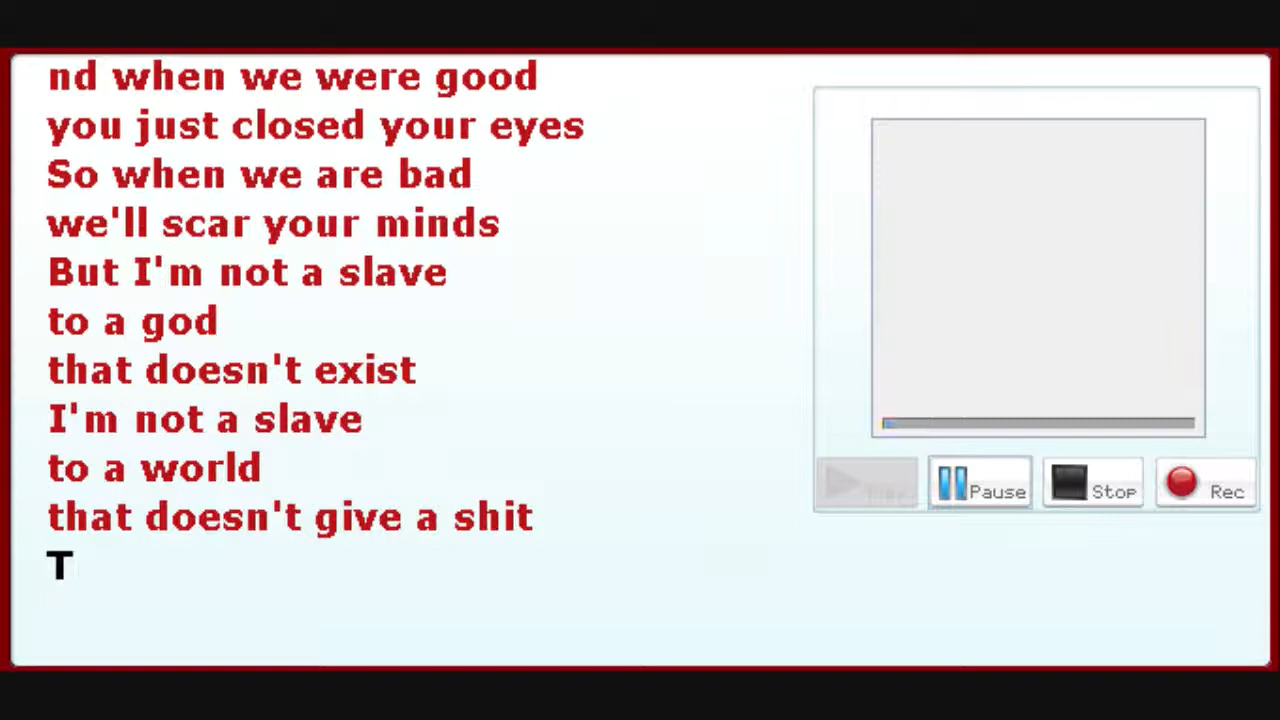 nd when we were good
you just closed your eyes
So when we are bad
we'll scar your minds
But I'm not a slave
to a god
that doesn't exist
I'm not a slave
to a world
that doesn't give a shit
T
Pause
Stop
Rec